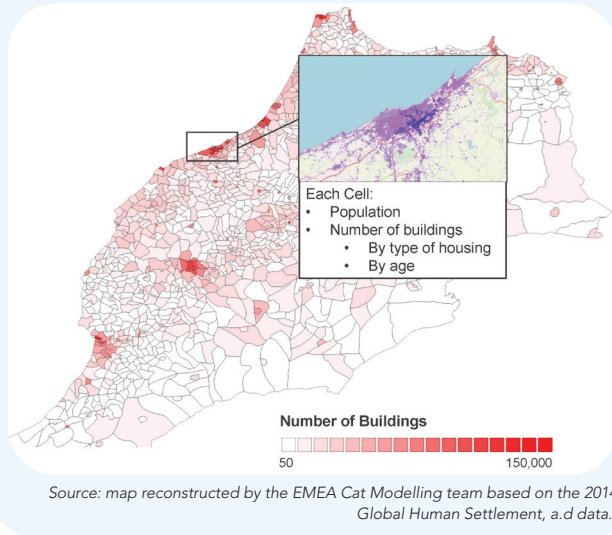 Each Cell:
• Population
• Number of buildings
• By type of housing
• By age
Number of Buildings
50
150,000
Source: map reconstructed by the EMEA Cat Modelling team based on the 2014
Global Human Settlement, a.d data.